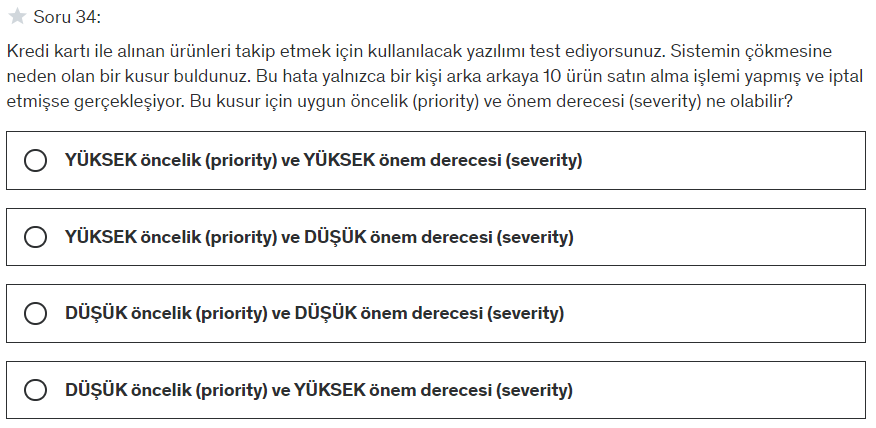 Soru 34:
Kredi kartı ile alınan ürünleri takip etmek için kullanılacak yazılımı test ediyorsunuz. Sistemin çökmesine
neden olan bir kusur buldunuz. Bu hata yalnızca bir kişi arka arkaya 10 ürün satın alma işlemi yapmış ve iptal
etmişse gerçekleşiyor. Bu kusur için uygun öncelik (priority) ve önem derecesi (severity) ne olabilir?
YÜKSEK öncelik (priority) ve YÜKSEK önem derecesi (severity)
YÜKSEK öncelik (priority) ve DÜŞÜK önem derecesi (severity)
DÜŞÜK öncelik (priority) ve DÜŞÜK önem derecesi (severity)
DÜŞÜK öncelik (priority) ve YÜKSEK önem derecesi (severity)